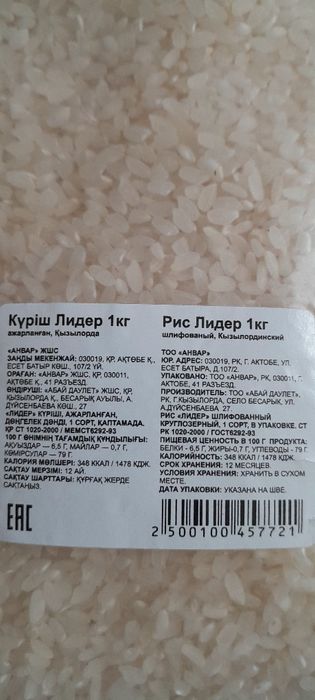 Күріш Лидер 1кг
ажарланған, Қызылорда
«АНВАР» ЖШС
ЗАҢДЫ МЕКЕНЖАЙ: 030019, ҚР, АҚТӨБЕ Қ.,
ЕСЕТ БАТЫР КӨШ., 107/2 ҮЙ.
ОРАҒАН: «АНВАР» ЖШС, ҚР, 030011,
АҚТӨБЕ Қ., 41 РАЗЪЕЗД.
ӨНДІРУШІ: «АБАЙ ДАУЛЕТ» ЖШС, ҚР,
ҚЫЗЫЛОРДА Қ., БЕСАРЫҚ АУЫЛЫ, А.
ДҮЙСЕНБАЕВА КӨШ., 27
«ЛИДЕР» КҮРІШІ, АЖАРЛАНҒАН,
ДӨҢГЕЛЕК ДӘНДІ, 1 СОРТ, ҚАПТАМАДА.
ҚР СТ 1020-2000 / МЕМСТ6292-93
100 Г ӨНІМНІҢ ТАҒАМДЫҚ ҚҰНДЫЛЫҒЫ:
АҚУЫЗДАР — 6,5 Г, МАЙЛАР — 0,7 Г,
КӨМІРСУЛАР — 79 Г.
КАЛОРИЯ МӨЛШЕРІ: 348 ККАЛ / 1478 КДЖ.
САҚТАУ МЕРЗІМІ: 12 АЙ.
САҚТАУ ШАРТТАРЫ: ҚҰРҒАҚ ЖЕРДЕ
САҚТАҢЫЗ.
EAC
Рис Лидер 1кг
шлифованый, Кызылординский
ТОО «АНВАР»
ЮР. АДРЕС: 030019, РК, Г. АКТОБЕ, УЛ.
ЕСЕТ БАТЫРА, Д.107/2.
УПАКОВАНО: ТОО «АНВАР», РК, 030011, Г.
АКТОБЕ, 41 РАЗЪЕЗД
ПРОИЗВОДИТЕЛЬ: ТОО «АБАЙ ДАУЛЕТ»,
РК, Г.КЫЗЫЛОРДА, СЕЛО БЕСАРЫК, УЛ.
А.ДУЙСЕНБАЕВА 27.
РИС «ЛИДЕР» ШЛИФОВАННЫЙ
КРУГЛОЗЕРНЫЙ, 1 СОРТ, В УПАКОВКЕ. СТ
РК 1020-2000 / ГОСТ6292-93
ПИЩЕВАЯ ЦЕННОСТЬ В 100 Г ПРОДУКТА:
БЕЛКИ - 6,5, ЖИРЫ-0,7 Г, УГЛЕВОДЫ - 79 Г.
КАЛОРИЙНОСТЬ: 348 ККАЛ / 1478 КДЖ.
СРОК ХРАНЕНИЯ: 12 МЕСЯЦЕВ.
УСЛОВИЯ ХРАНЕНИЯ: ХРАНИТЬ В СУХОМ
МЕСТЕ.
ДАТА УПАКОВКИ: УКАЗАНА НА ШВЕ.
2 500100 457721